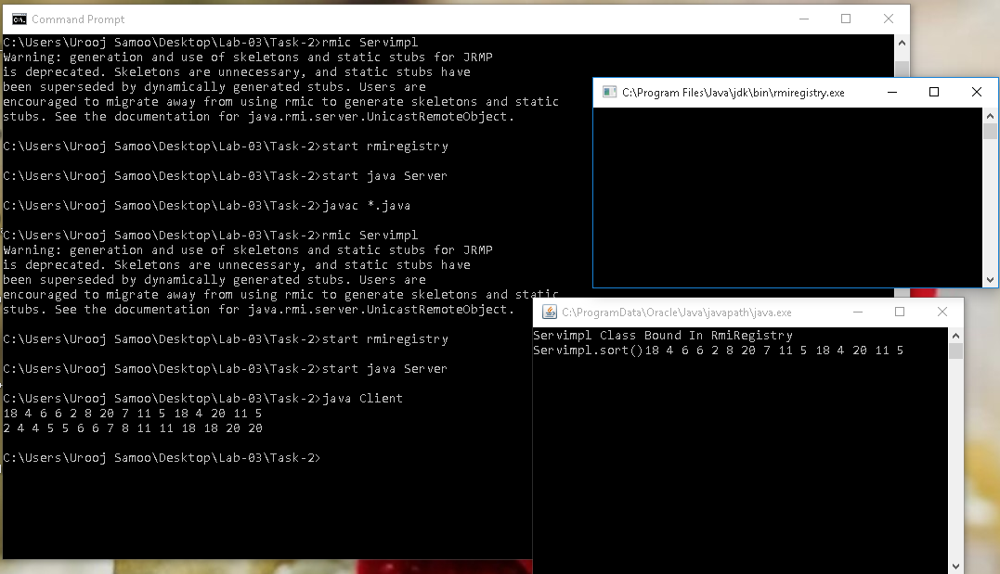 Command Prompt
C:\Users\Urooj Samoo\Desktop\Lab-03\Task-2>rmic Servimpl
Warning: generation and use of skeletons and static stubs for JRMP
is deprecated. Skeletons are unnecessary, and static stubs have
been superseded by dynamically generated stubs. Users are
encouraged to migrate away from using rmic to generate skeletons and static
stubs. See the documentation for java.rmi.server.UnicastRemoteObject.
C:\Users\Urooj Samoo\Desktop\Lab-03\Task-2>start rmiregistry
C:\Users\Urooj Samoo\Desktop\Lab-03\Task-2>start java Server
C:\Users\Urooj Samoo\Desktop\Lab-03\Task-2>javac *.java
C:\Users\Urooj Samoo\Desktop\Lab-03\Task-2>rmic Servimpl
Warning: generation and use of skeletons and static stubs for JRMP
is deprecated. Skeletons are unnecessary, and static stubs have
been superseded by dynamically generated stubs. Users are
encouraged to migrate away from using rmic to generate skeletons and static
stubs. See the documentation for java.rmi.server.UnicastRemoteObject.
C:\Users\Urooj Samoo\Desktop\Lab-03\Task-2>start rmiregistry
C:\Users\Urooj Samoo\Desktop\Lab-03\Task-2>start java Server
C:\Users\Urooj Samoo\Desktop\Lab-03\Task-2>java Client
18 4 6 6 2 8 20 7 11 5 18 4 20 11 5
2 4 4 5 5 6 6 7 8 11 11 18 18 20 20
C:\Users\Urooj Samoo\Desktop\Lab-03\Task-2>
C:\Program Files\Java\jdk\bin\rmiregistry.exe
C:\ProgramData\Oracle\Java\javapath\java.exe
Servimpl Class Bound In RmiRegistry
Servimpl.sort()18 4 6 6 2 8 20 7 11 5 18 4 20 11 5